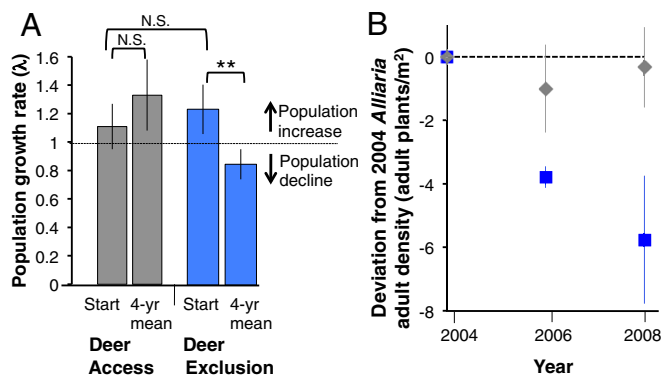 A
N.S.
N.S.
**
Population growth rate (λ)
1.6
1.4
1.2
1
0.8
0.6
0.4
0.2
0
Population
increase
Population
decline
Start
4-yr
mean
Start
4-yr
mean
Deer
Access
Deer
Exclusion
B
Deviation from 2004 Alliaria
adult density (adult plants/m²)
0
-2
-4
-6
-8
2004
2006
2008
Year